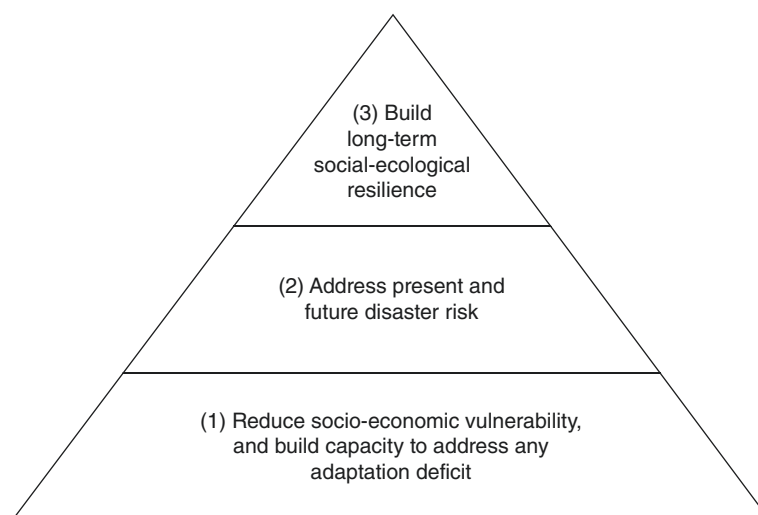 (3) Build
long-term
social-ecological
resilience
(2) Address present and
future disaster risk
(1) Reduce socio-economic vulnerability,
and build capacity to address any
adaptation deficit